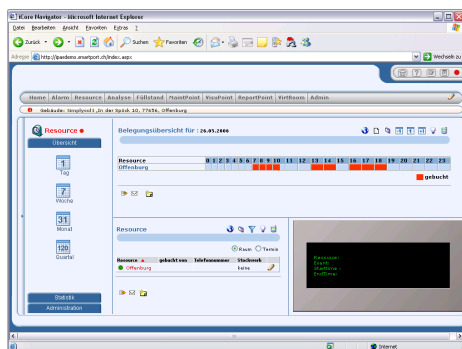 iCore Navigator - Microsoft Internet Explorer
Datei Bearbeiten Ansicht Favoriten Extras ?
Zurück Suchen Favoriten
Adresse http://ipasdemo.smartport.ch/index.aspx Wechseln zu
Home Alarm Resource Analyse Füllstand MaintPoint VisuPoint ReportPoint VirtRoom Admin
Gebäude: Simplysoft ,In der Spöck 10, 77656, Offenburg
Resource
Übersicht
1
Tag
7
Woche
31
Monat
120
Quartal
Statistik
Administration
Belegungsübersicht für : 26.05.2006
Resource 0 1 2 3 4 5 6 7 8 9 10 11 12 13 14 15 16 17 18 19 20 21 22 23
Offenburg
gebucht
Resource
Raum Termin
Resource gebucht von Telefonnummer Stockwerk
Offenburg keine
Resource:
Event:
StartTime :
EndTime:
Internet